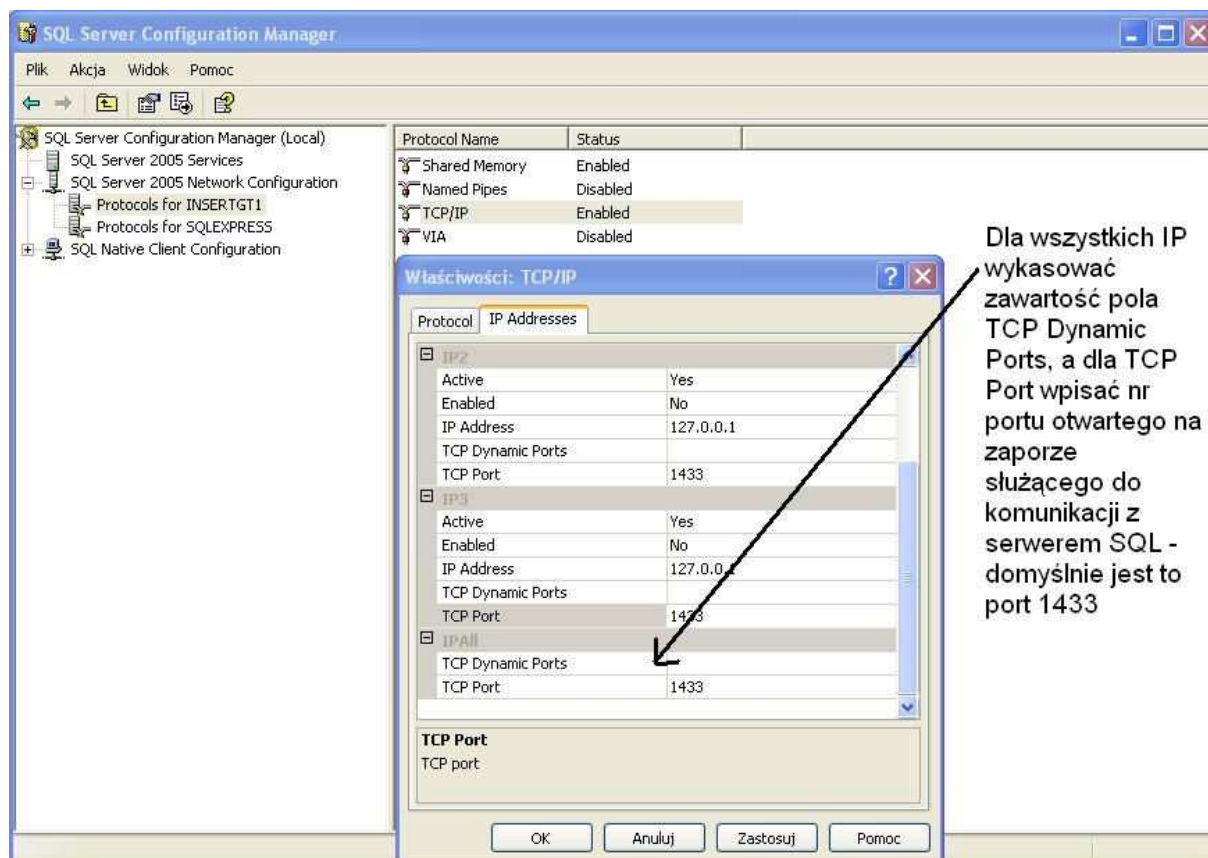 SQL Server Configuration Manager
Plik Akcja Widok Pomoc
SQL Server Configuration Manager (Local)
SQL Server 2005 Services
SQL Server 2005 Network Configuration
Protocols for INSERTGT1
Protocols for SQLEXPRESS
SQL Native Client Configuration
Protocol Name Status
Shared Memory Enabled
Named Pipes Disabled
TCP/IP Enabled
VIA Disabled
Właściwości: TCP/IP
Protocol IP Addresses
IP2
Active Yes
Enabled No
IP Address 127.0.0.1
TCP Dynamic Ports
TCP Port 1433
IP3
Active Yes
Enabled No
IP Address 127.0.0.1
TCP Dynamic Ports
TCP Port 1433
IPAll
TCP Dynamic Ports
TCP Port 1433
TCP Port
TCP port
OK Anuluj Zastosuj Pomoc
Dla wszystkich IP
wykasować
zawartość pola
TCP Dynamic
Ports, a dla TCP
Port wpisać nr
portu otwartego na
zaporze
służącego do
komunikacji z
serwerem SQL -
domyślnie jest to
port 1433